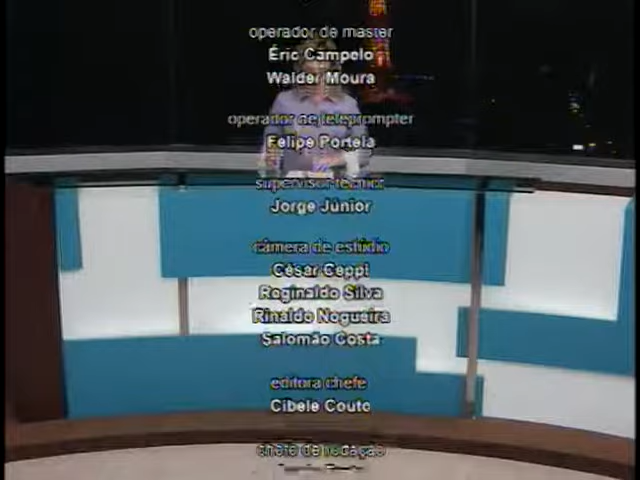 operador de master
Éric Campelo
Walder Moura
operador de teleprompter
Felipe Portela
supervisor técnico
Jorge Júnior
câmera de estúdio
César Ceppi
Roginaldo Silva
Rinaldo Nogueira
Salomão Costa
editora chefe
Cibele Couto
chefe de redação